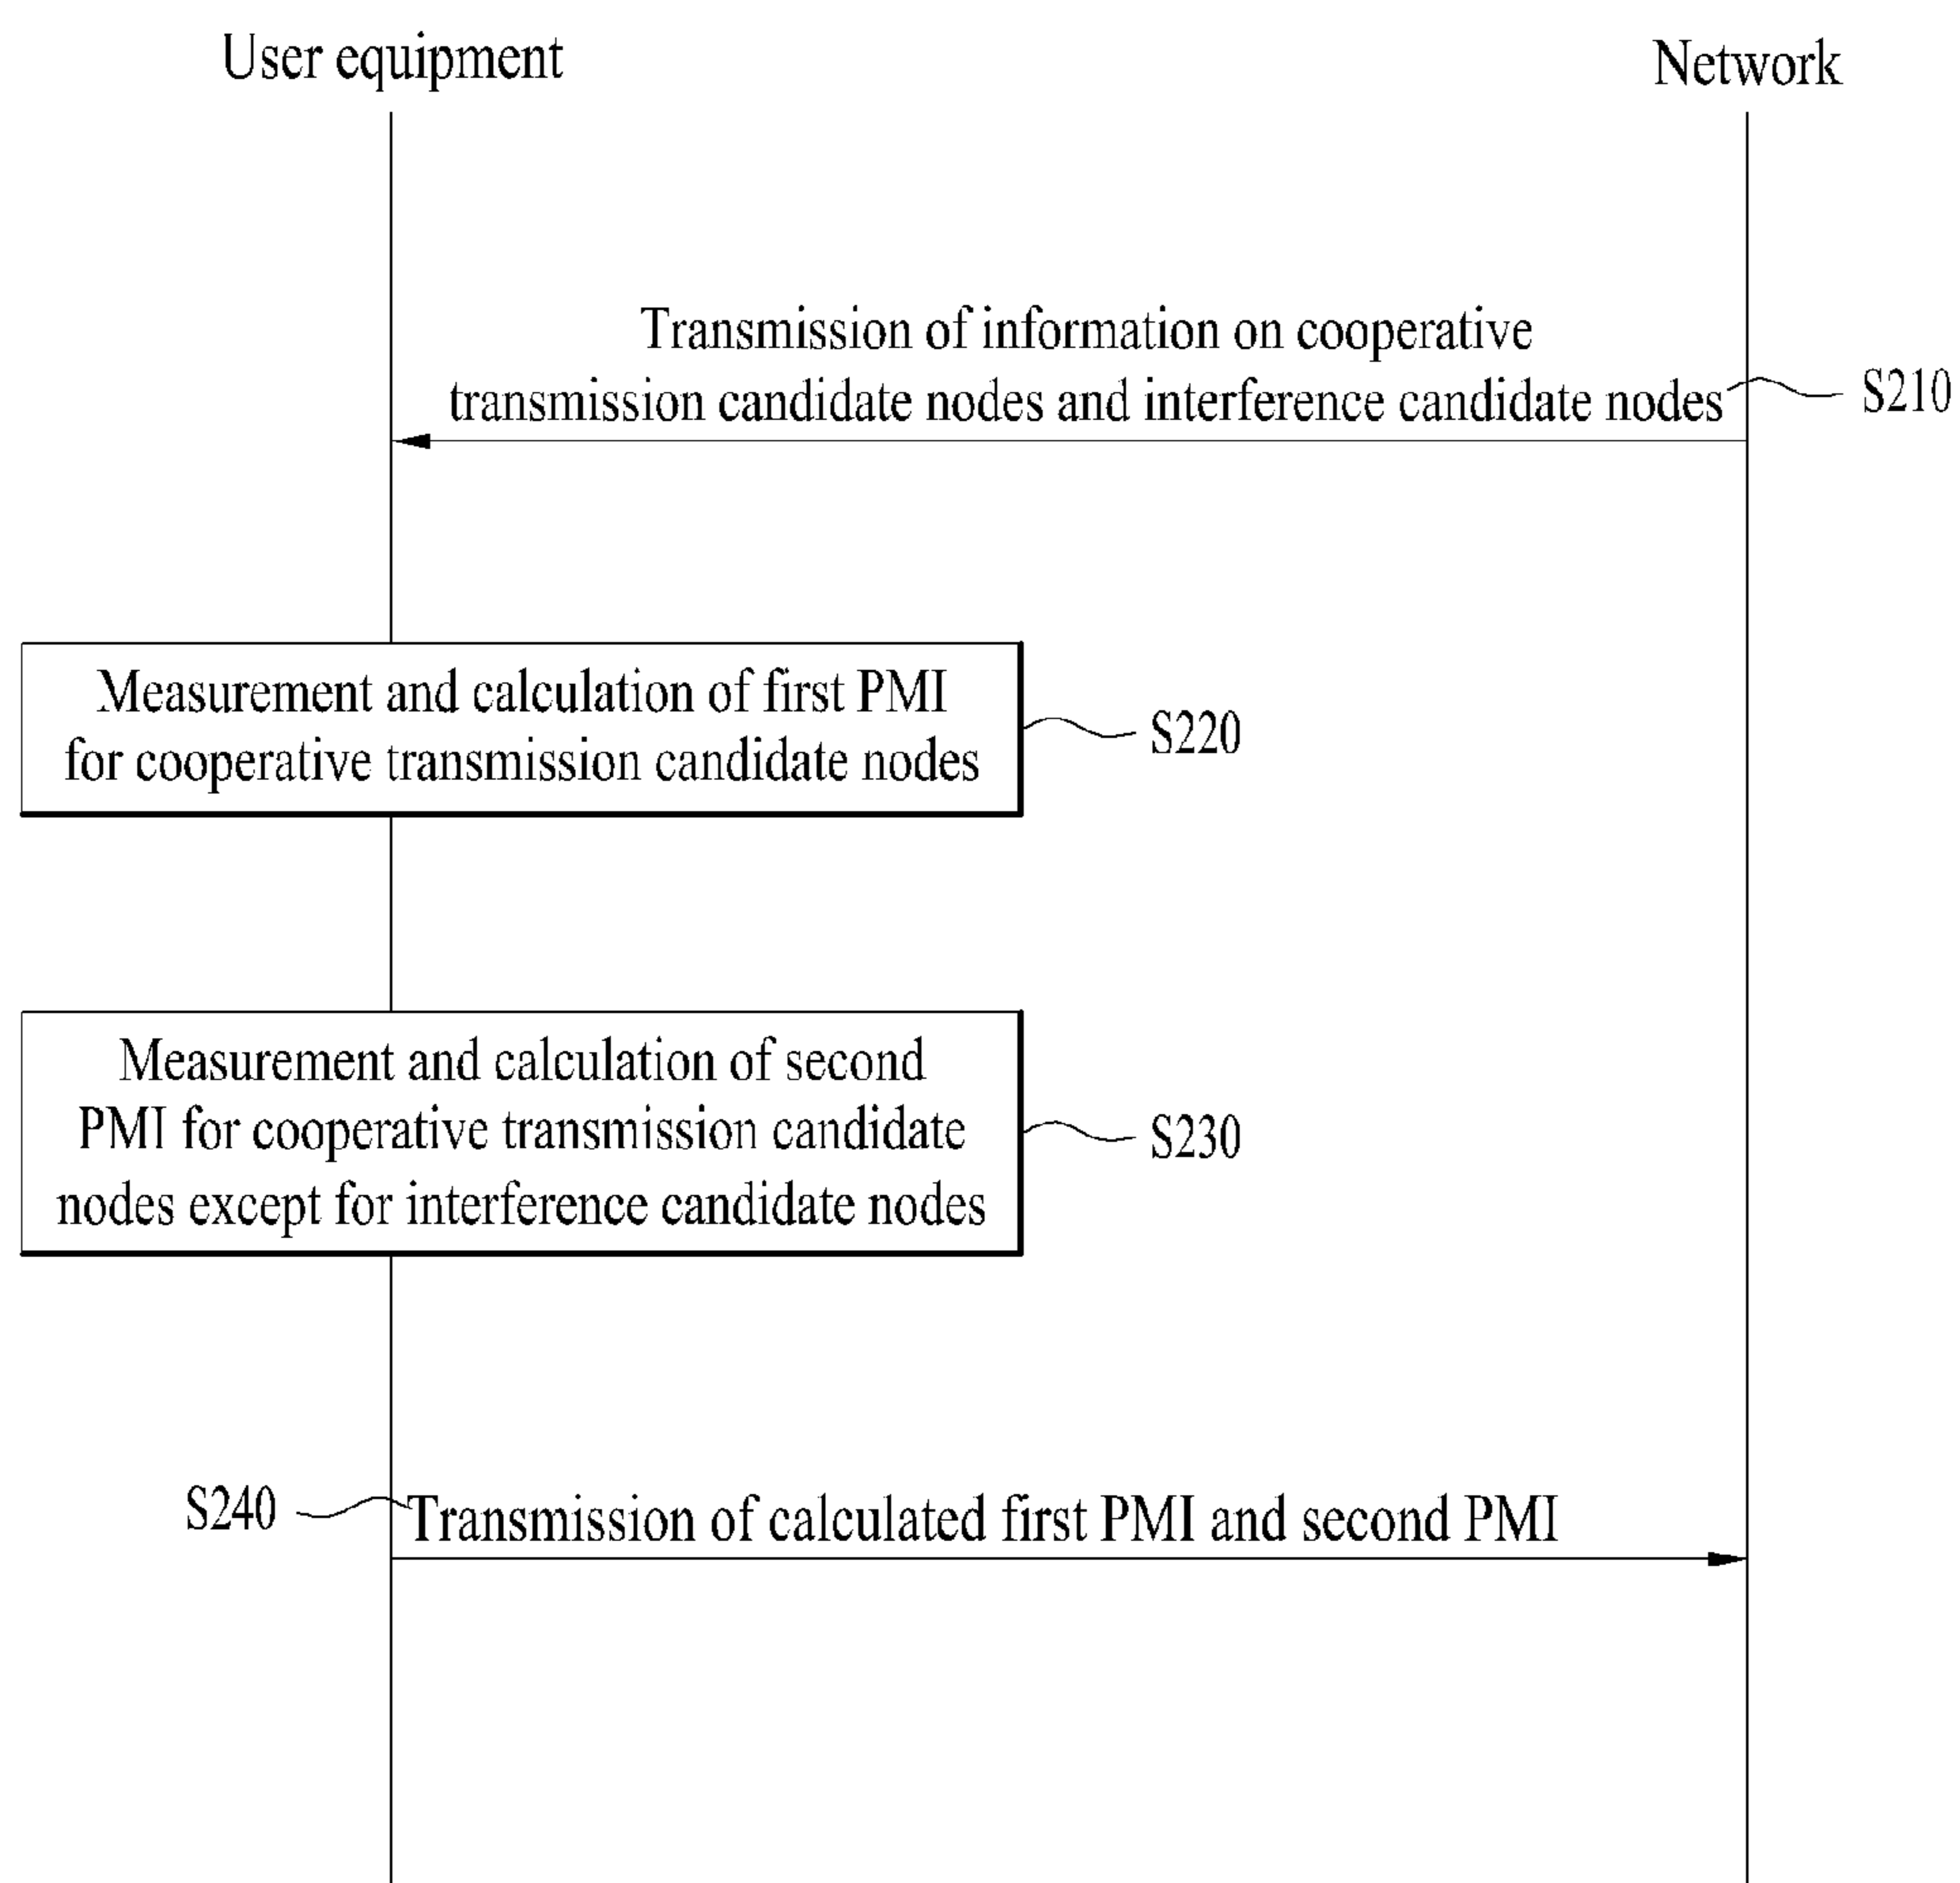 User equipment
Network
Transmission of information on cooperative
transmission candidate nodes and interference candidate nodes
S210
Measurement and calculation of first PMI
for cooperative transmission candidate nodes
S220
Measurement and calculation of second
PMI for cooperative transmission candidate
nodes except for interference candidate nodes
S230
S240
Transmission of calculated first PMI and second PMI